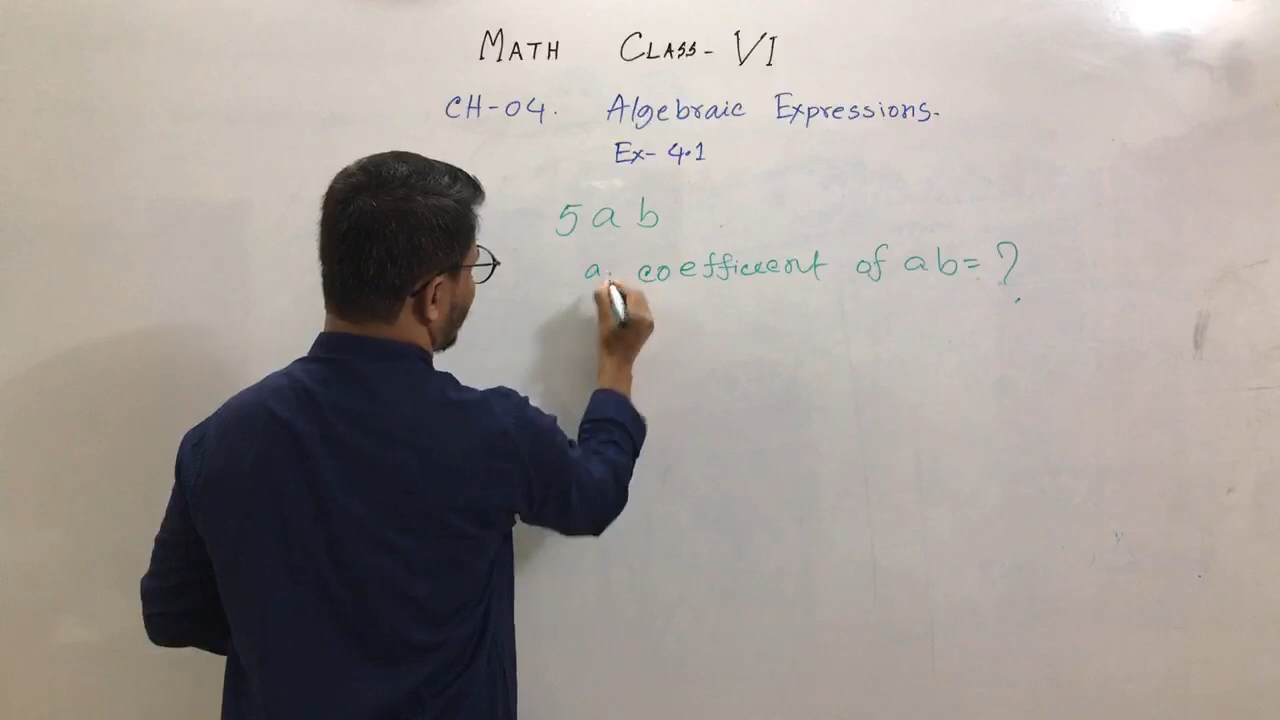 MATH CLASS- VI
CH-04. Algebraic Expressions.
Ex- 4.1
5ab
a. coefficient of ab=?